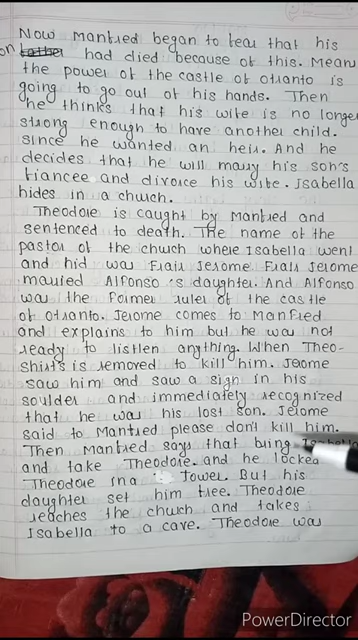 Now Manfred began to fear that his
on had died because of this. Mean
the power of the castle of otranto is
going to go out of his hands. Then
he thinks that his wife is no longer
strong enough to have another child.
since he wanted an heir. And he
decides that he will marry his son's
fiancee and divorce his wife. Isabella
hides in a church.
Theodore is caught by Manfred and
sentenced to death. The name of the
pastor of the church where Isabella went
and hid was Friar Jerome Friar Jerome
married Alfonso's daughter. And Alfonso
was the former ruler of the castle
of otranto. Jerome comes to Manfred
and explains to him but he was not
ready to listlen anything. When Theo-
shirts is removed to kill him. Jerome
saw him and saw a sign in his
soulder and immediately recognized
that he was his lost son. Jerome
said to Manfred please don't kill him.
Then Manfred says that bring Isabella
and take Theodore. and he locked
Theodore in a Tower. But his
daughter set him free. Theodore
reaches the church and takes
Isabella to a cave. Theodore was
PowerDirector